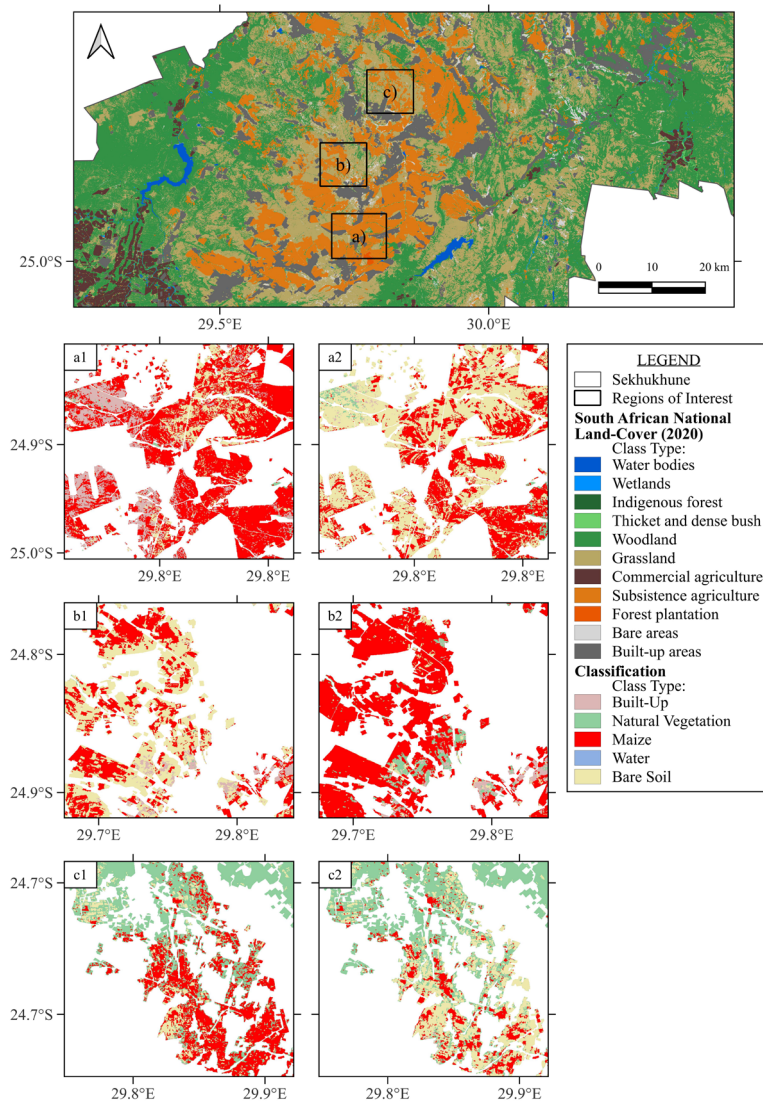 c)
b)
a)
25.0°S
0 10 20 km
29.5°E 30.0°E
a1 a2
24.9°S
25.0°S
29.8°E 29.8°E 29.8°E 29.8°E
b1 b2
24.8°S
24.9°S
29.7°E 29.8°E 29.7°E 29.8°E
c1 c2
24.7°S
24.7°S
29.8°E 29.9°E 29.8°E 29.9°E
LEGEND
Sekhukhune
Regions of Interest
South African National
Land-Cover (2020)
Class Type:
Water bodies
Wetlands
Indigenous forest
Thicket and dense bush
Woodland
Grassland
Commercial agriculture
Subsistence agriculture
Forest plantation
Bare areas
Built-up areas
Classification
Class Type:
Built-Up
Natural Vegetation
Maize
Water
Bare Soil